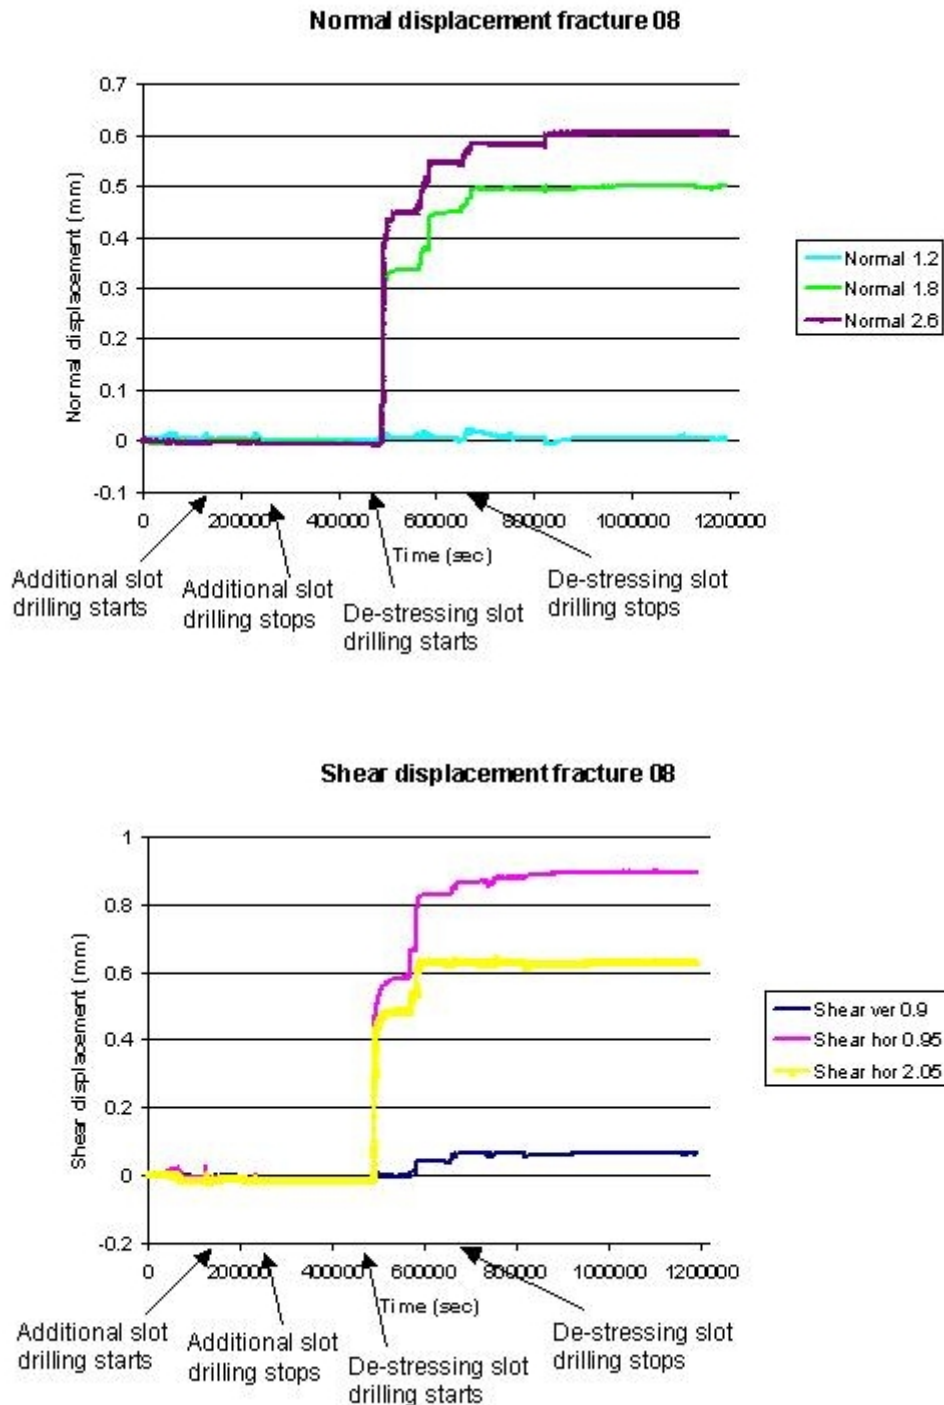 Normal displacement fracture 08
0.7
0.6
0.5
0.4
0.3
0.2
0.1
0
-0.1
Normal displacement (mm)
Normal 1.2
Normal 1.8
Normal 2.6
0 200000 400000 600000 800000 1000000 1200000
Time (sec)
Additional slot
drilling starts
Additional slot
drilling stops
De-stressing slot
drilling starts
De-stressing slot
drilling stops
Shear displacement fracture 08
1
0.8
0.6
0.4
0.2
0
-0.2
Shear displacement (mm)
Shear ver 0.9
Shear hor 0.95
Shear hor 2.05
0 200000 400000 600000 800000 1000000 1200000
Time (sec)
Additional slot
drilling starts
Additional slot
drilling stops
De-stressing slot
drilling starts
De-stressing slot
drilling stops